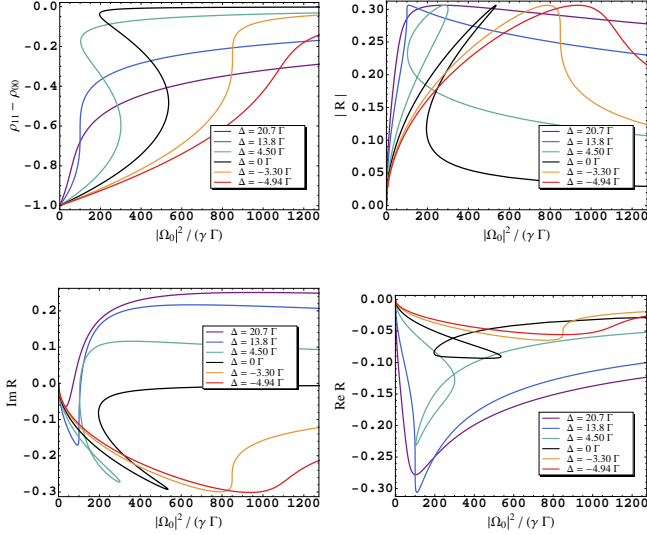 0.0
-0.2
-0.4
-0.6
-0.8
-1.0
ρ11 − ρ00
0 200 400 600 800 1000 1200
|Ω0|² / (γ Γ)
Δ = 20.7 Γ
Δ = 13.8 Γ
Δ = 4.50 Γ
Δ = 0 Γ
Δ = −3.30 Γ
Δ = −4.94 Γ
0.30
0.25
0.20
0.15
0.10
0.05
0.00
| R |
0 200 400 600 800 1000 1200
|Ω0|² / (γ Γ)
Δ = 20.7 Γ
Δ = 13.8 Γ
Δ = 4.50 Γ
Δ = 0 Γ
Δ = −3.30 Γ
Δ = −4.94 Γ
0.2
0.1
0.0
-0.1
-0.2
-0.3
Im R
0 200 400 600 800 1000 1200
|Ω0|² / (γ Γ)
Δ = 20.7 Γ
Δ = 13.8 Γ
Δ = 4.50 Γ
Δ = 0 Γ
Δ = −3.30 Γ
Δ = −4.94 Γ
0.00
-0.05
-0.10
-0.15
-0.20
-0.25
-0.30
Re R
0 200 400 600 800 1000 1200
|Ω0|² / (γ Γ)
Δ = 20.7 Γ
Δ = 13.8 Γ
Δ = 4.50 Γ
Δ = 0 Γ
Δ = −3.30 Γ
Δ = −4.94 Γ